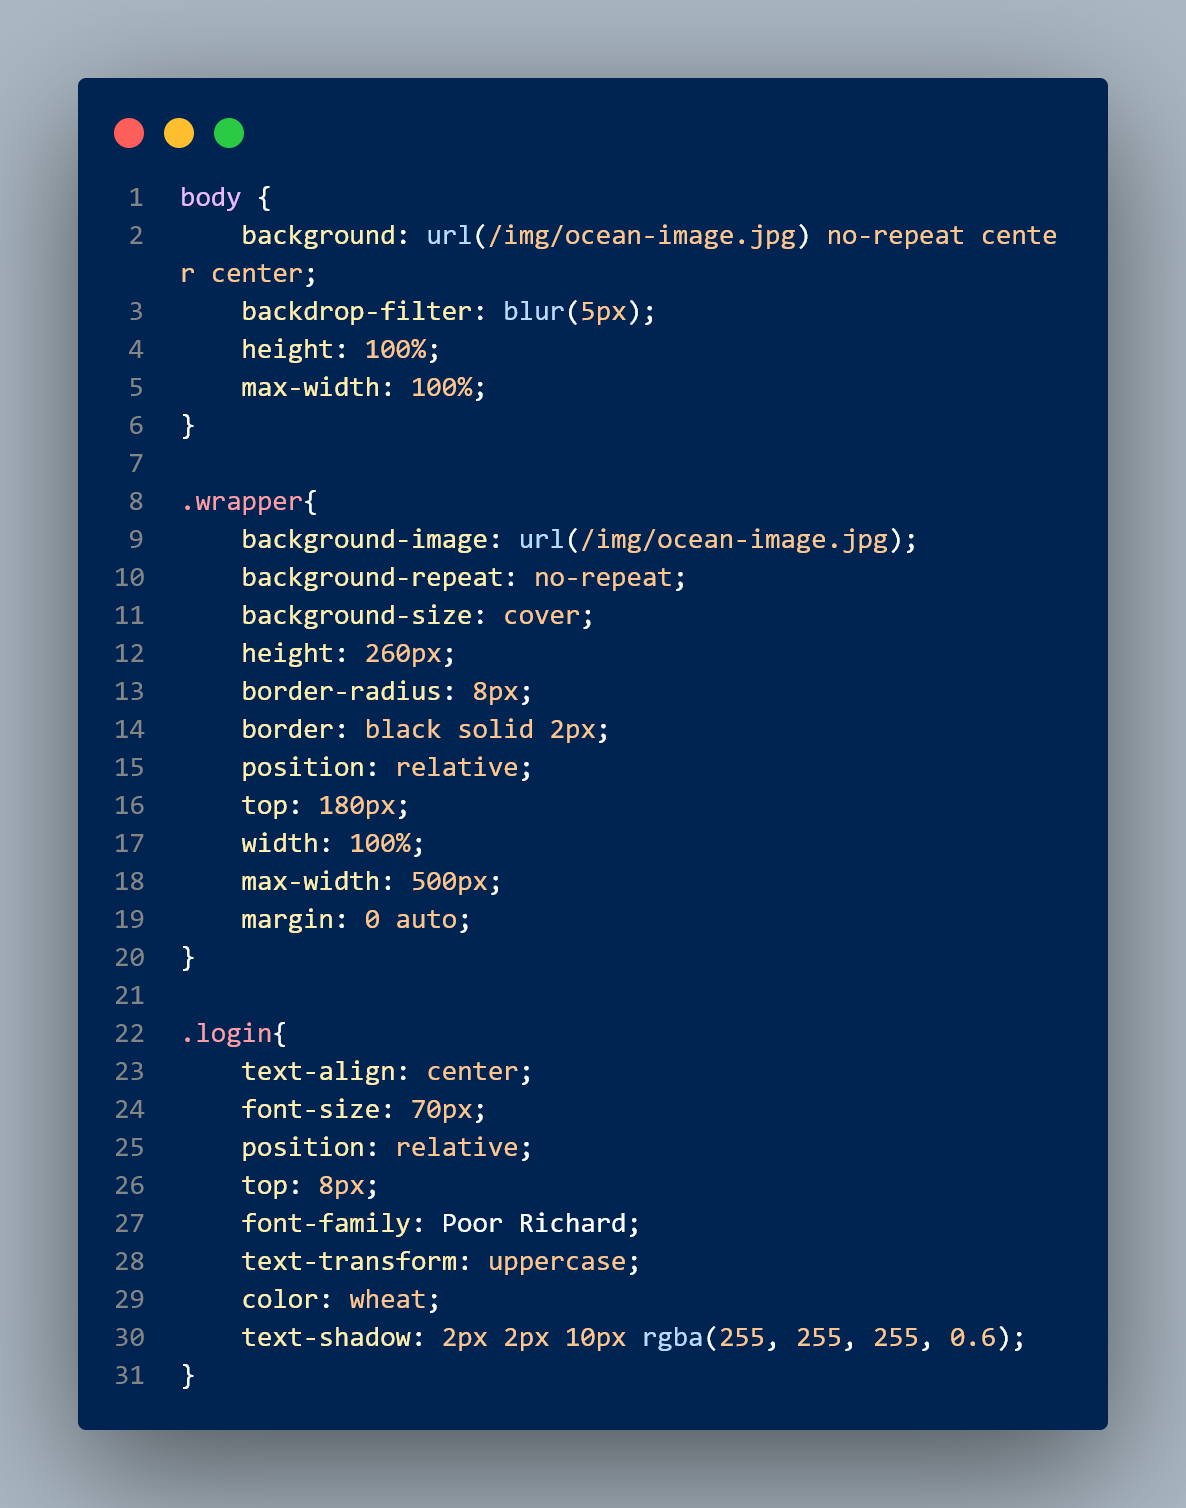 1 body {
2     background: url(/img/ocean-image.jpg) no-repeat cente
r center;
3     backdrop-filter: blur(5px);
4     height: 100%;
5     max-width: 100%;
6 }
7
8 .wrapper{
9     background-image: url(/img/ocean-image.jpg);
10     background-repeat: no-repeat;
11     background-size: cover;
12     height: 260px;
13     border-radius: 8px;
14     border: black solid 2px;
15     position: relative;
16     top: 180px;
17     width: 100%;
18     max-width: 500px;
19     margin: 0 auto;
20 }
21
22 .login{
23     text-align: center;
24     font-size: 70px;
25     position: relative;
26     top: 8px;
27     font-family: Poor Richard;
28     text-transform: uppercase;
29     color: wheat;
30     text-shadow: 2px 2px 10px rgba(255, 255, 255, 0.6);
31 }